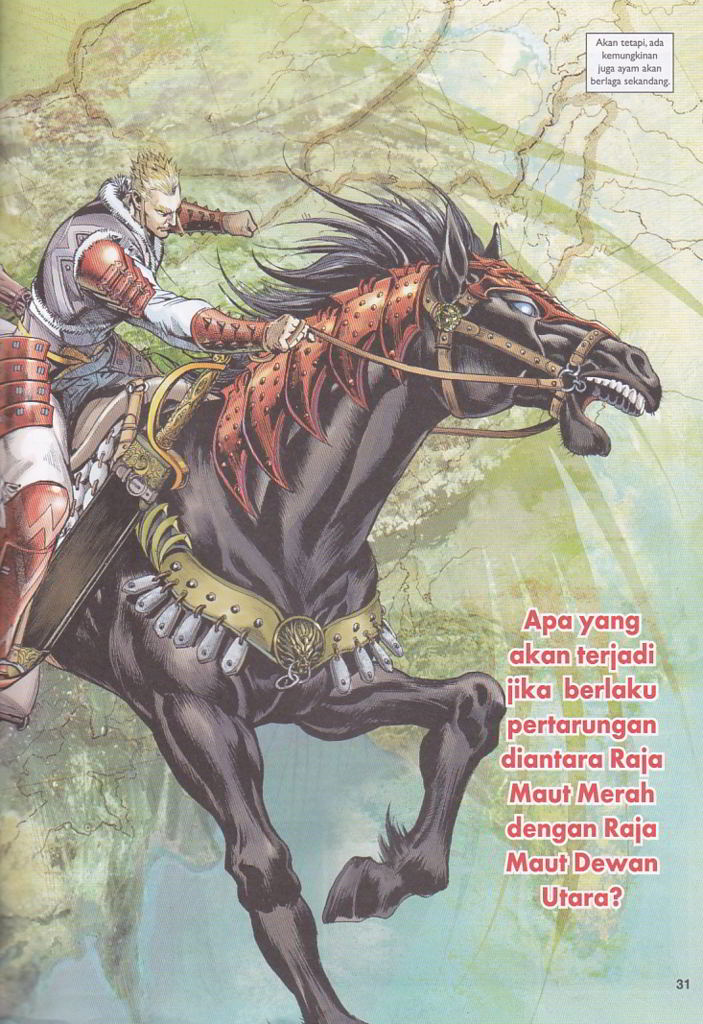 Akan tetapi, ada
kemungkinan
juga ayam akan
berlaga sekandang.
Apa yang
akan terjadi
jika berlaku
pertarungan
diantara Raja
Maut Merah
dengan Raja
Maut Dewan
Utara?
31